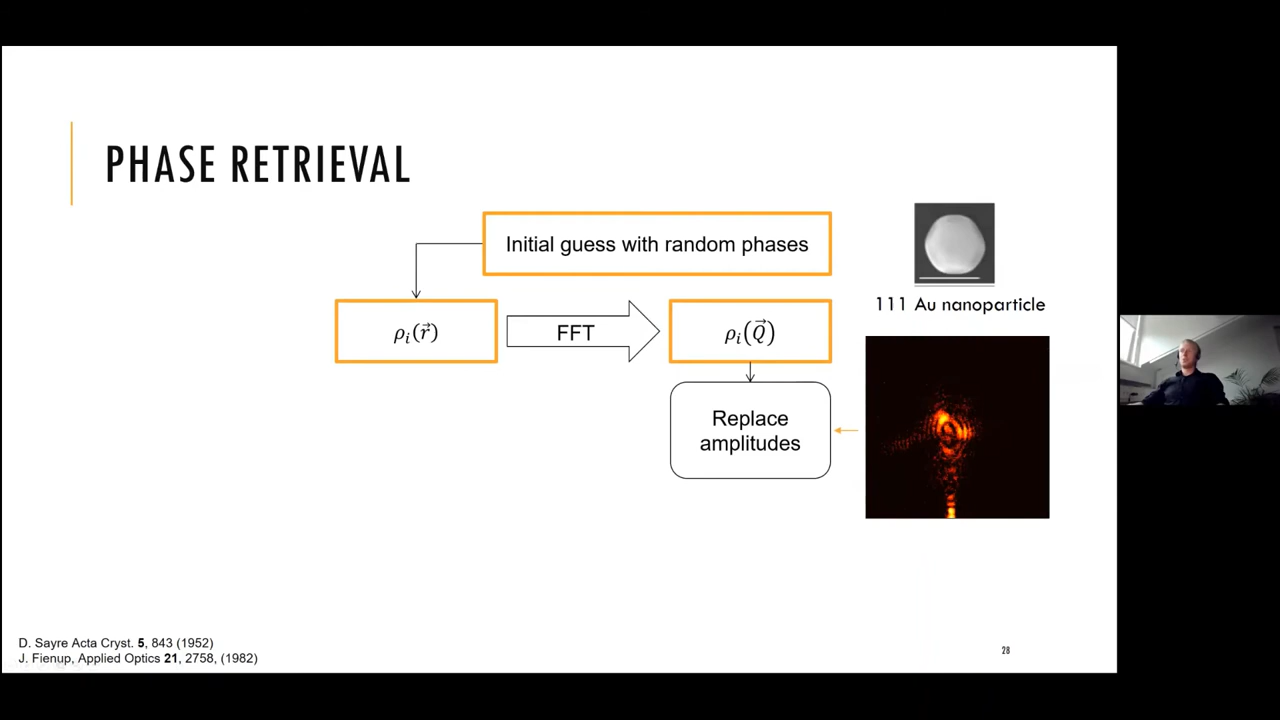 PHASE RETRIEVAL
Initial guess with random phases
ρᵢ(r⃗)
FFT
ρᵢ(Q⃗)
111 Au nanoparticle
Replace
amplitudes
D. Sayre Acta Cryst. 5, 843 (1952)
J. Fienup, Applied Optics 21, 2758, (1982)
28